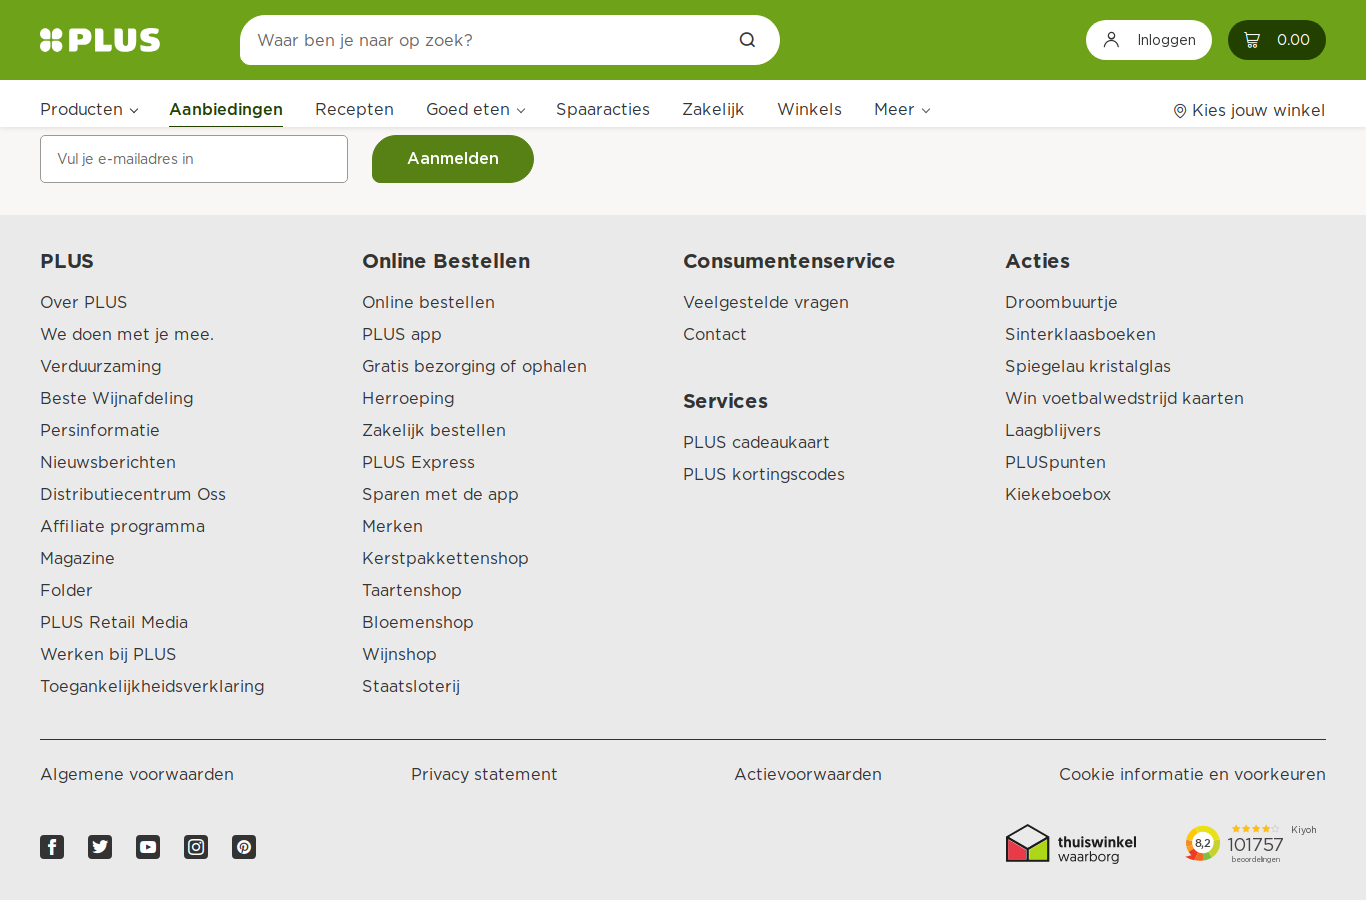 PLUS
Waar ben je naar op zoek?
Inloggen
0.00
Producten
Aanbiedingen
Recepten
Goed eten
Spaaracties
Zakelijk
Winkels
Meer
Kies jouw winkel
Vul je e-mailadres in
Aanmelden
PLUS
Over PLUS
We doen met je mee.
Verduurzaming
Beste Wijnafdeling
Persinformatie
Nieuwsberichten
Distributiecentrum Oss
Affiliate programma
Magazine
Folder
PLUS Retail Media
Werken bij PLUS
Toegankelijkheidsverklaring
Online Bestellen
Online bestellen
PLUS app
Gratis bezorging of ophalen
Herroeping
Zakelijk bestellen
PLUS Express
Sparen met de app
Merken
Kerstpakkettenshop
Taartenshop
Bloemenshop
Wijnshop
Staatsloterij
Consumentenservice
Veelgestelde vragen
Contact
Services
PLUS cadeaukaart
PLUS kortingscodes
Acties
Droombuurtje
Sinterklaasboeken
Spiegelau kristalglas
Win voetbalwedstrijd kaarten
Laagblijvers
PLUSpunten
Kiekeboebox
Algemene voorwaarden
Privacy statement
Actievoorwaarden
Cookie informatie en voorkeuren
thuiswinkel
waarborg
8,2
101757
beoordelingen
Kiyoh